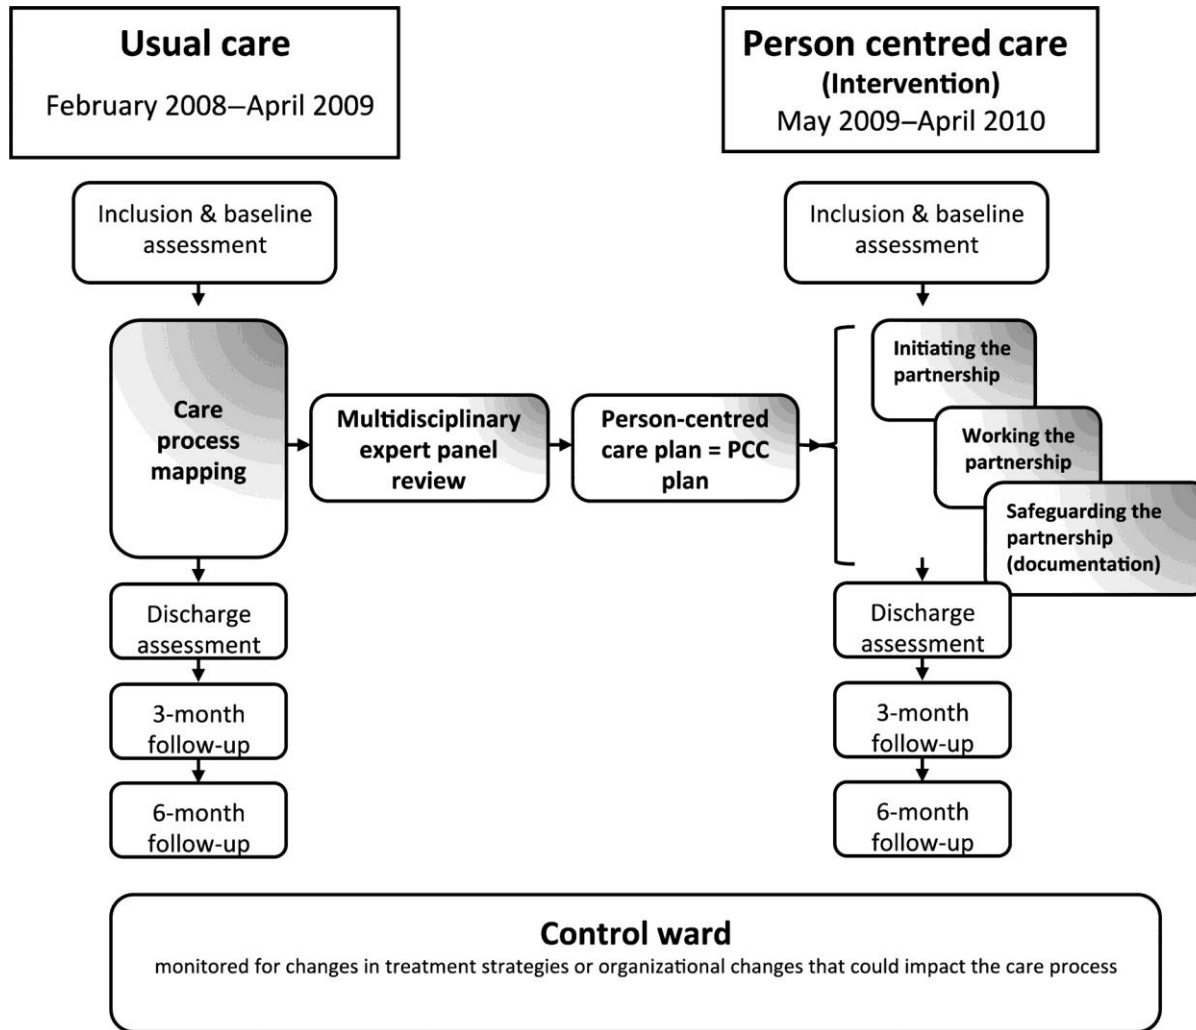 Usual care
February 2008–April 2009
Person centred care
(Intervention)
May 2009–April 2010
Inclusion & baseline
assessment
Inclusion & baseline
assessment
Care
process
mapping
Multidisciplinary
expert panel
review
Person-centred
care plan = PCC
plan
Initiating the
partnership
Working the
partnership
Safeguarding the
partnership
(documentation)
Discharge
assessment
3-month
follow-up
6-month
follow-up
Discharge
assessment
3-month
follow-up
6-month
follow-up
Control ward
monitored for changes in treatment strategies or organizational changes that could impact the care process